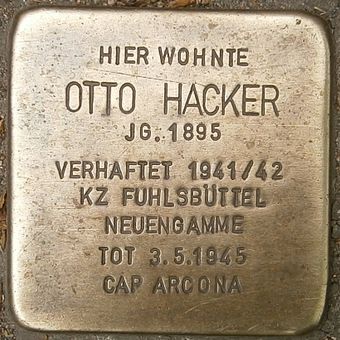 HIER WOHNTE
OTTO HACKER
JG. 1895
VERHAFTET 1941/42
KZ FUHLSBÜTTEL
NEUENGAMME
TOT 3.5.1945
CAP ARCONA